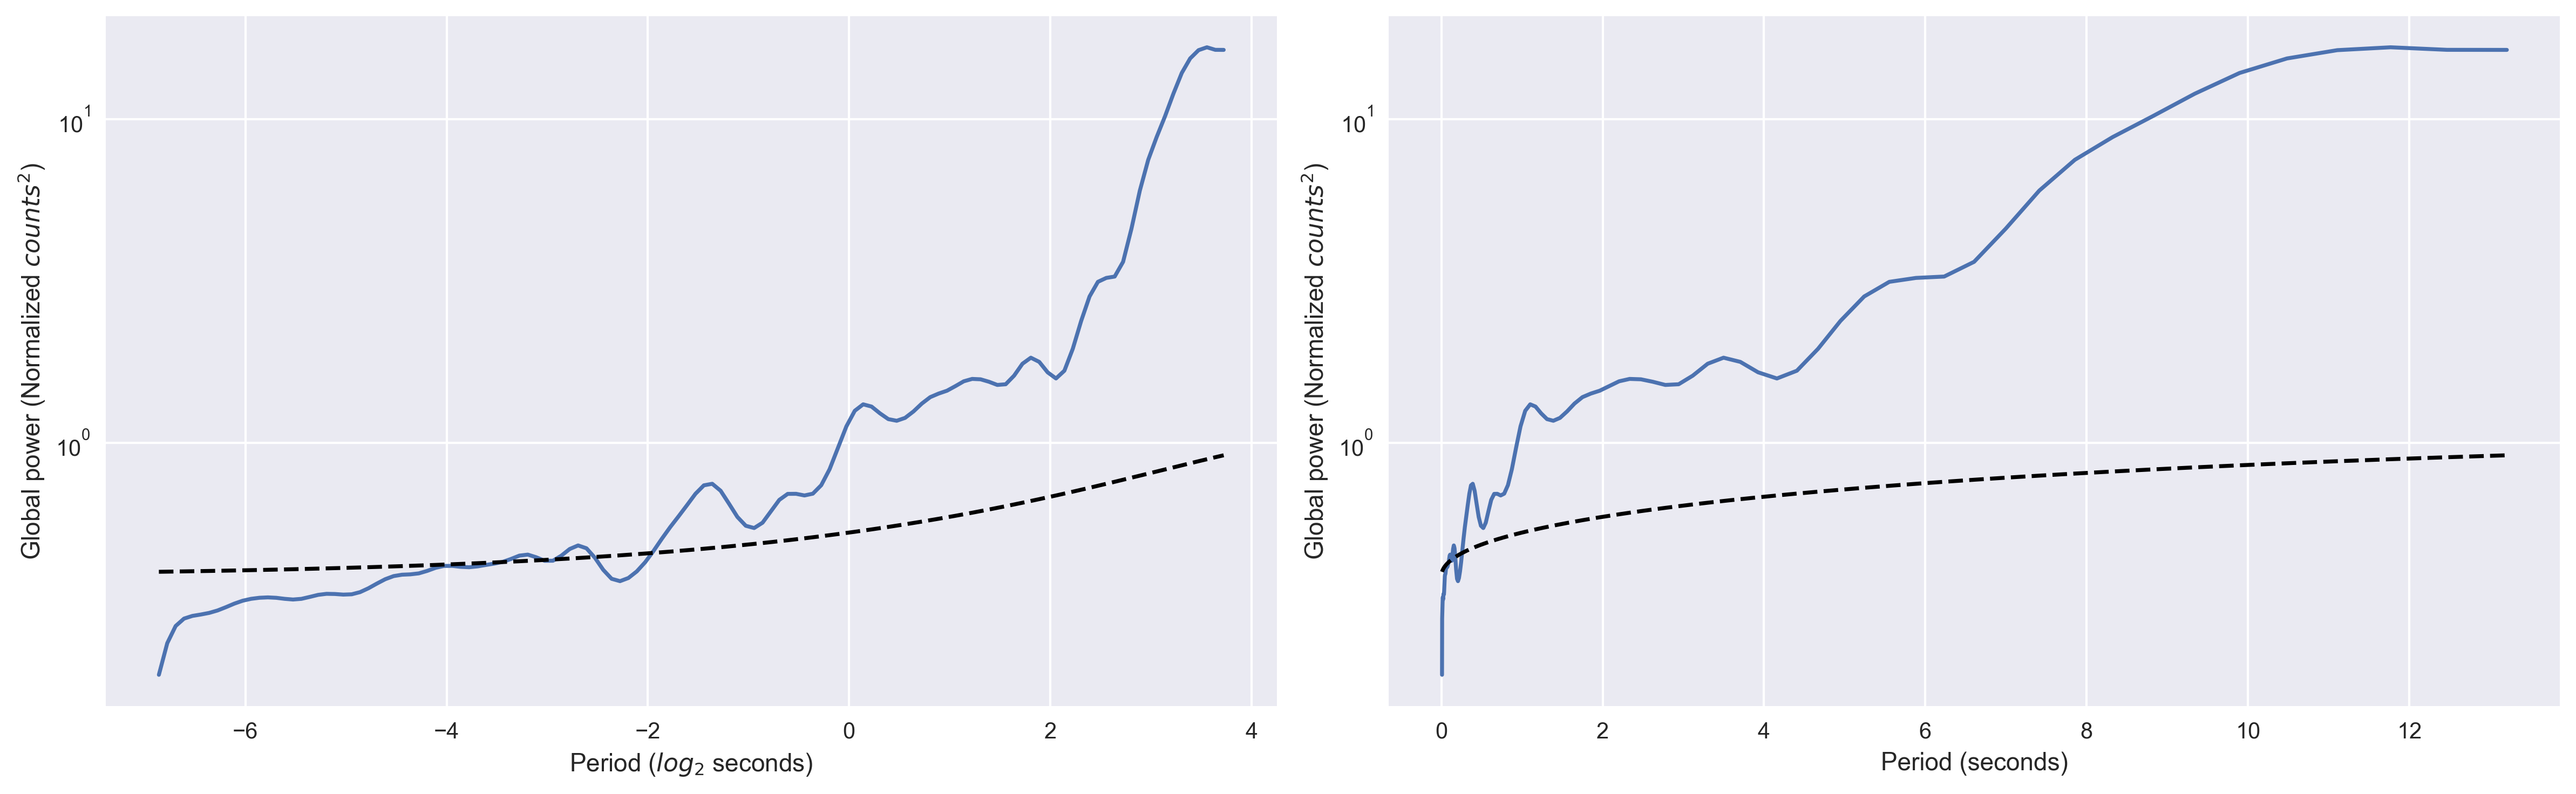 Global power (Normalized counts²)
10¹
10⁰
−6 −4 −2 0 2 4
Period (log₂ seconds)
Global power (Normalized counts²)
10¹
10⁰
0 2 4 6 8 10 12
Period (seconds)